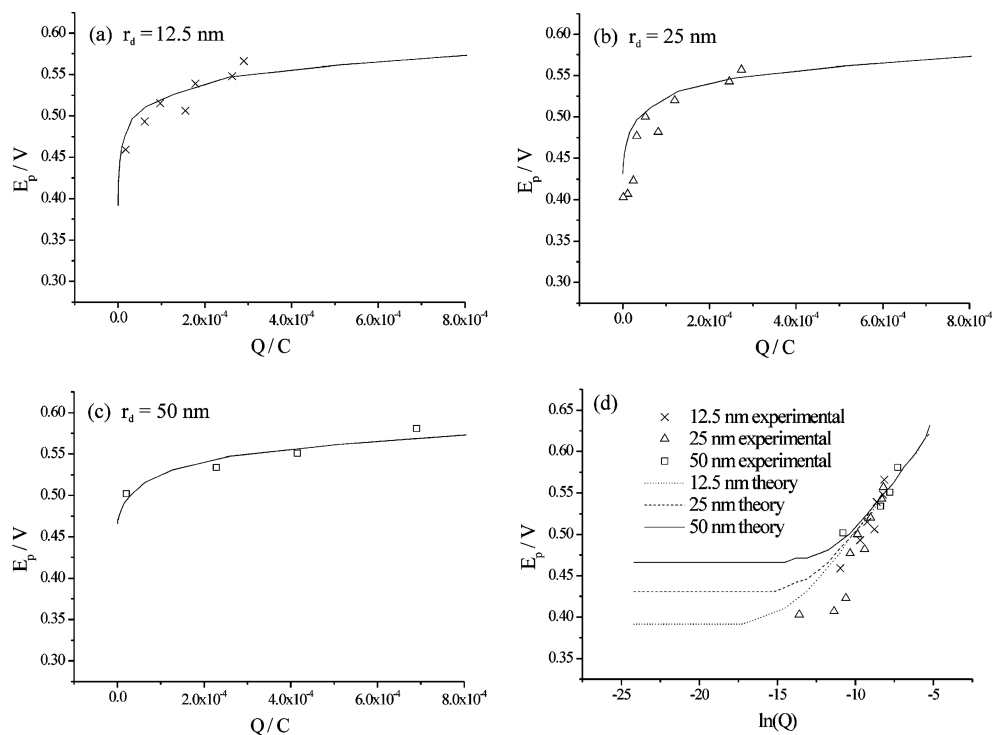 (a) r_d = 12.5 nm
0.60
0.55
0.50
0.45
0.40
0.35
0.30
E_p / V
0.0 2.0x10⁻⁴ 4.0x10⁻⁴ 6.0x10⁻⁴ 8.0x10⁻⁴
Q / C
(b) r_d = 25 nm
0.60
0.55
0.50
0.45
0.40
0.35
0.30
E_p / V
0.0 2.0x10⁻⁴ 4.0x10⁻⁴ 6.0x10⁻⁴ 8.0x10⁻⁴
Q / C
(c) r_d = 50 nm
0.60
0.55
0.50
0.45
0.40
0.35
0.30
E_p / V
0.0 2.0x10⁻⁴ 4.0x10⁻⁴ 6.0x10⁻⁴ 8.0x10⁻⁴
Q / C
(d)
12.5 nm experimental
25 nm experimental
50 nm experimental
12.5 nm theory
25 nm theory
50 nm theory
0.65
0.60
0.55
0.50
0.45
0.40
0.35
E_p / V
-25 -20 -15 -10 -5
ln(Q)